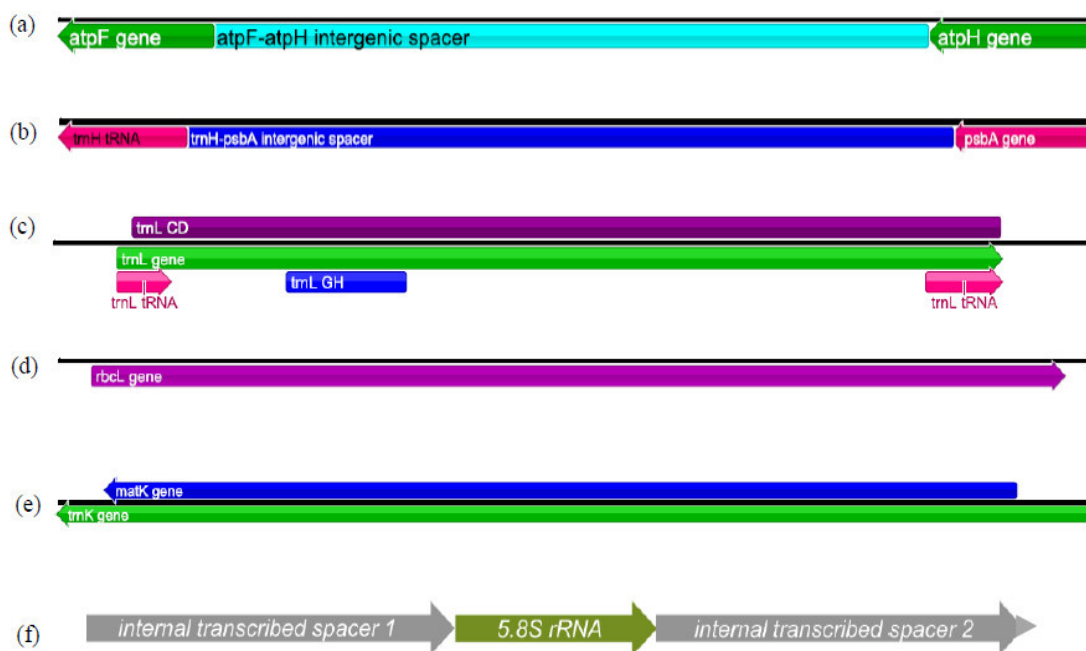 (a)
atpF gene atpF-atpH intergenic spacer atpH gene
(b)
trnH tRNA trnH-psbA intergenic spacer psbA gene
(c)
trnL CD
trnL gene
trnL GH
trnL tRNA trnL tRNA
(d)
rbcL gene
(e)
matK gene
trnK gene
(f)
internal transcribed spacer 1 5.8S rRNA internal transcribed spacer 2